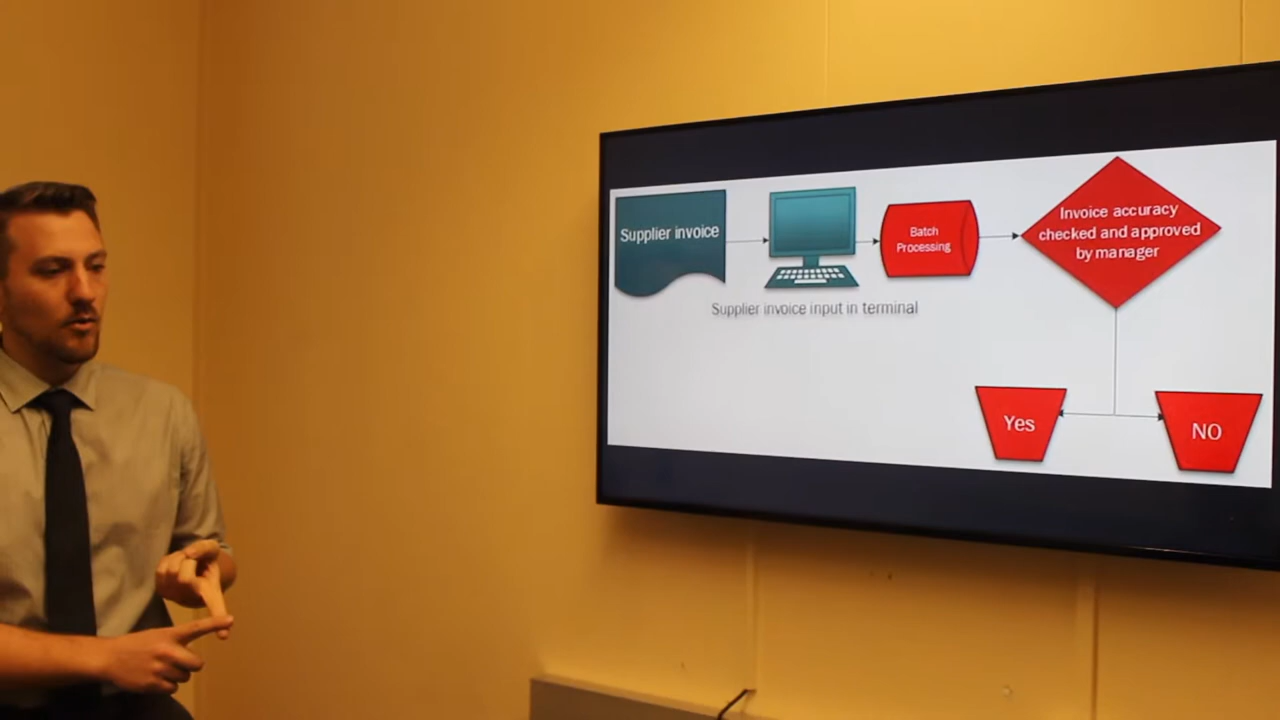 Supplier invoice
Batch
Processing
Invoice accuracy
checked and approved
by manager
Supplier invoice input in terminal
Yes
NO